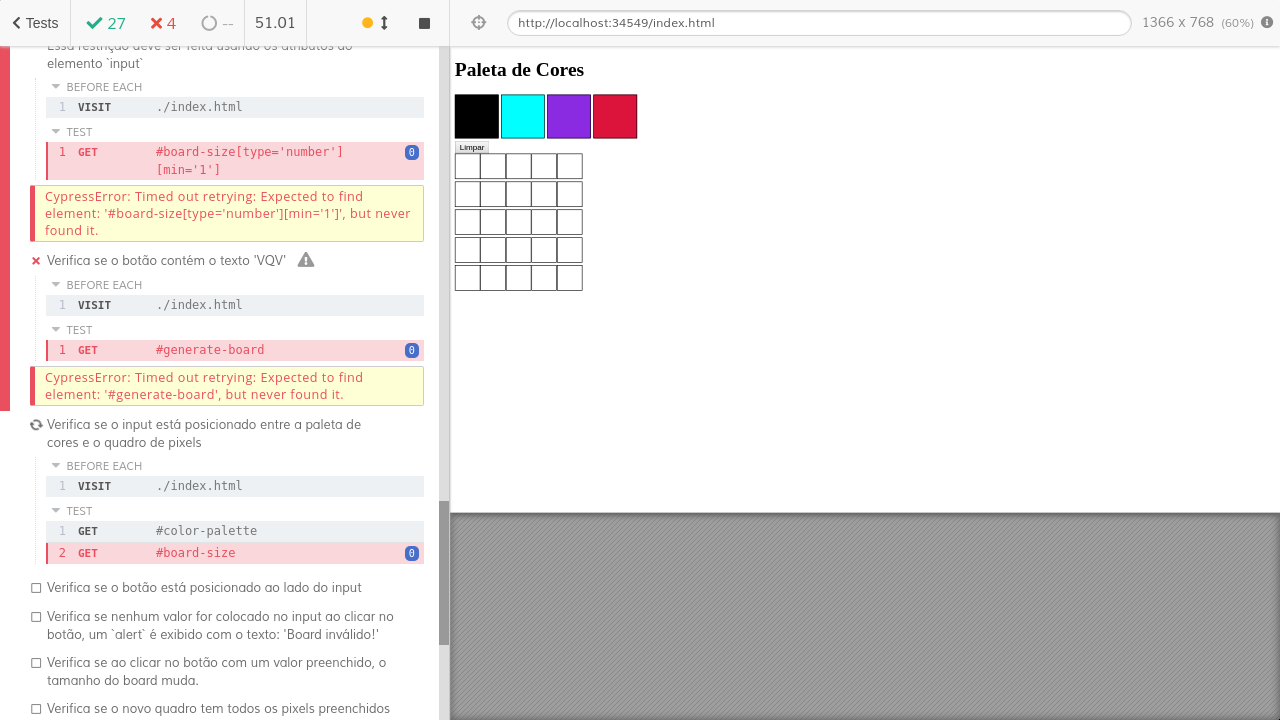 Tests
27
4
--
51.01
http://localhost:34549/index.html
1366 x 768 (60%)
Essa restrição deve ser feita usando os atributos do
elemento `input`
BEFORE EACH
1 VISIT ./index.html
TEST
1 GET #board-size[type='number']
[min='1'] 0
CypressError: Timed out retrying: Expected to find
element: '#board-size[type='number'][min='1']', but never
found it.
Verifica se o botão contém o texto 'VQV'
BEFORE EACH
1 VISIT ./index.html
TEST
1 GET #generate-board 0
CypressError: Timed out retrying: Expected to find
element: '#generate-board', but never found it.
Verifica se o input está posicionado entre a paleta de
cores e o quadro de pixels
BEFORE EACH
1 VISIT ./index.html
TEST
1 GET #color-palette
2 GET #board-size 0
Verifica se o botão está posicionado ao lado do input
Verifica se nenhum valor for colocado no input ao clicar no
botão, um `alert` é exibido com o texto: 'Board inválido!'
Verifica se ao clicar no botão com um valor preenchido, o
tamanho do board muda.
Verifica se o novo quadro tem todos os pixels preenchidos
Paleta de Cores
Limpar